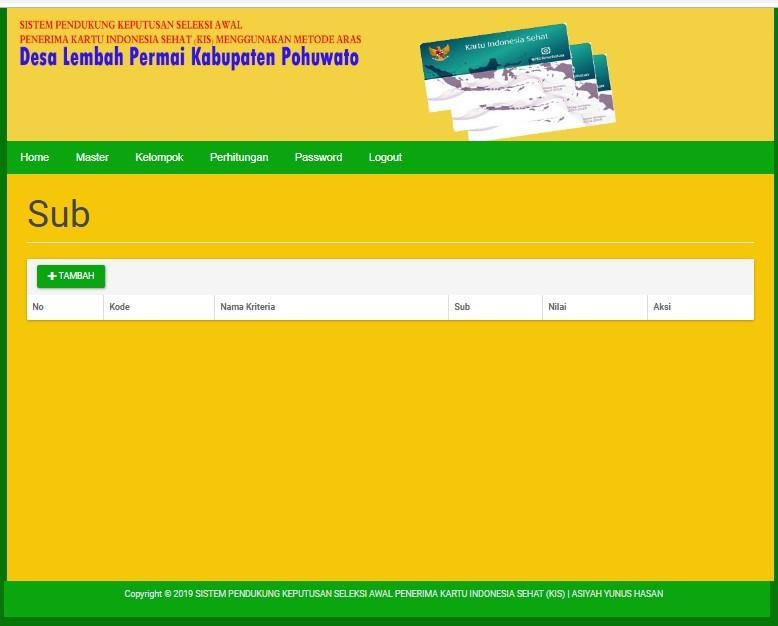 SISTEM PENDUKUNG KEPUTUSAN SELEKSI AWAL
PENERIMA KARTU INDONESIA SEHAT (KIS) MENGGUNAKAN METODE ARAS
Desa Lembah Permai Kabupaten Pohuwato
Kartu Indonesia Sehat
Home Master Kelompok Perhitungan Password Logout
Sub
TAMBAH
No Kode Nama Kriteria Sub Nilai Aksi
Copyright © 2019 SISTEM PENDUKUNG KEPUTUSAN SELEKSI AWAL PENERIMA KARTU INDONESIA SEHAT (KIS) | ASIYAH YUNUS HASAN